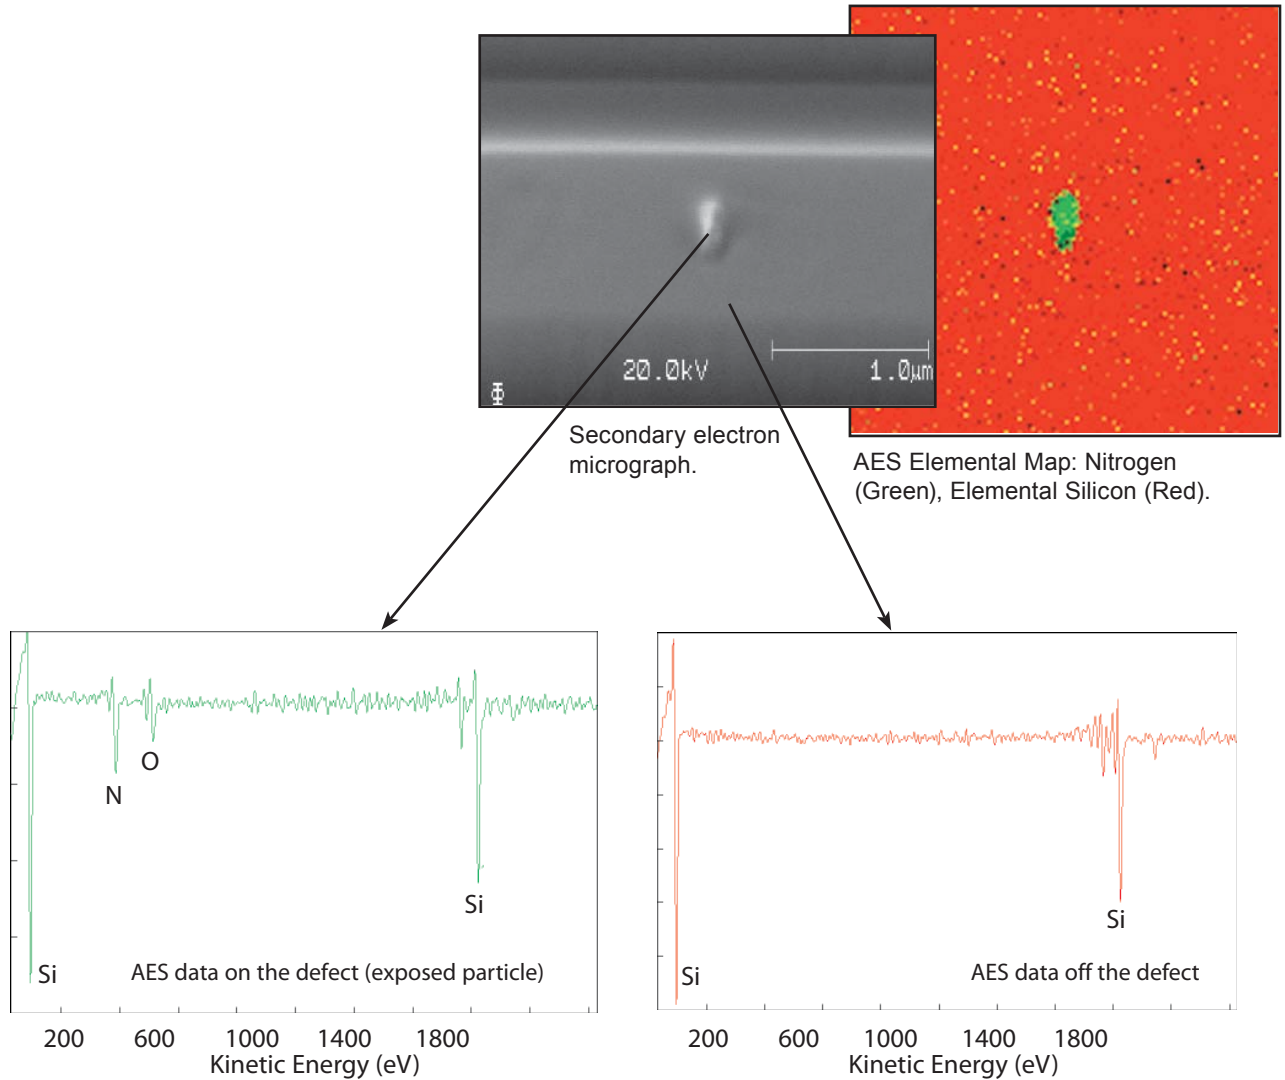 20.0kV
1.0µm
Φ
Secondary electron
micrograph.
AES Elemental Map: Nitrogen
(Green), Elemental Silicon (Red).
N
O
Si
Si
AES data on the defect (exposed particle)
200 600 1000 1400 1800
Kinetic Energy (eV)
Si
Si
AES data off the defect
200 600 1000 1400 1800
Kinetic Energy (eV)